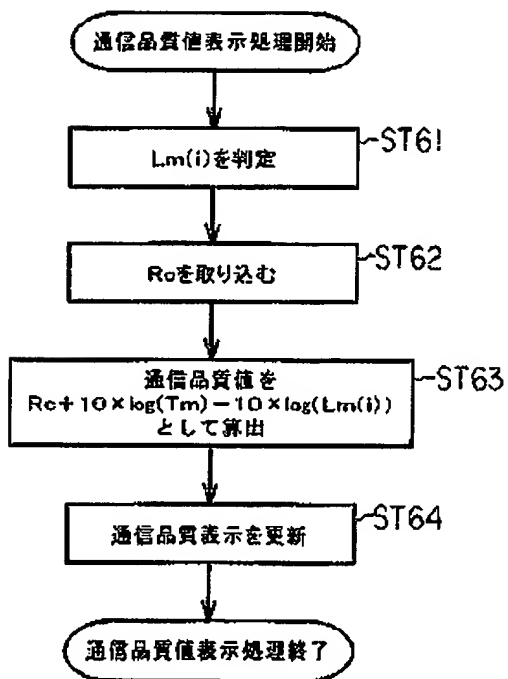 通信品質値表示処理開始
Lm(i)を判定
ST61
Rcを取り込む
ST62
通信品質値を
Rc+10×log(Tm)−10×log(Lm(i))
として算出
ST63
通信品質表示を更新
ST64
通信品質値表示処理終了